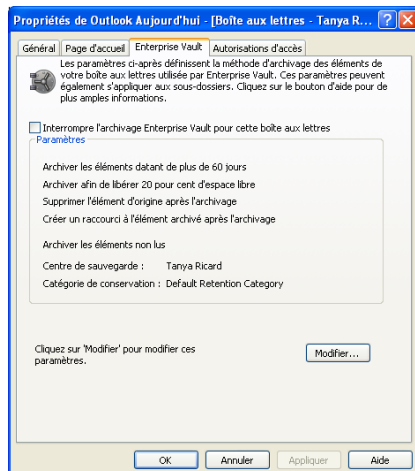 Propriétés de Outlook Aujourd'hui - [Boîte aux lettres - Tanya R...
Général Page d'accueil Enterprise Vault Autorisations d'accès
Les paramètres ci-après définissent la méthode d'archivage des éléments de
votre boîte aux lettres utilisée par Enterprise Vault. Ces paramètres peuvent
également s'appliquer aux sous-dossiers. Cliquez sur le bouton d'aide pour de
plus amples informations.
Interrompre l'archivage Enterprise Vault pour cette boîte aux lettres
Paramètres
Archiver les éléments datant de plus de 60 jours
Archiver afin de libérer 20 pour cent d'espace libre
Supprimer l'élément d'origine après l'archivage
Créer un raccourci à l'élément archivé après l'archivage
Archiver les éléments non lus
Centre de sauvegarde : Tanya Ricard
Catégorie de conservation : Default Retention Category
Cliquez sur 'Modifier' pour modifier ces
paramètres.
Modifier...
OK Annuler Appliquer Aide